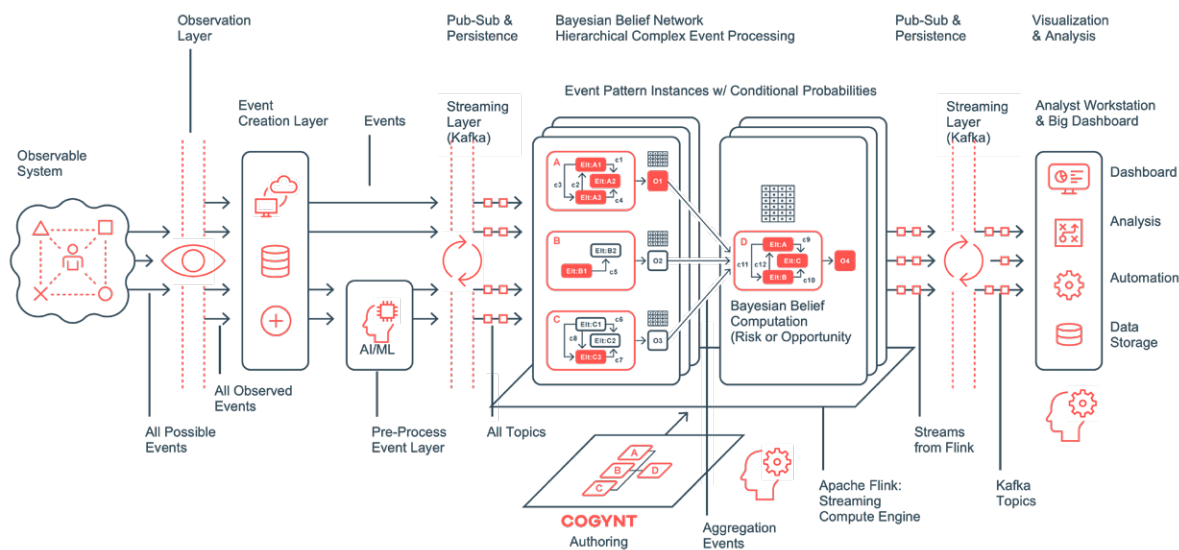 Observation
Layer
Pub-Sub &
Persistence
Bayesian Belief Network
Hierarchical Complex Event Processing
Pub-Sub &
Persistence
Visualization
& Analysis
Event Pattern Instances w/ Conditional Probabilities
Event
Creation Layer
Events
Streaming
Layer
(Kafka)
Streaming
Layer
(Kafka)
Analyst Workstation
& Big Dashboard
Observable
System
A
Elt:A1
c1
c3
c2
Elt:A2
Elt:A3
c4
O1
B
Elt:B2
Elt:B1
c5
O2
C
Elt:C1
c6
c8
Elt:C2
Elt:C3
c7
O3
D
Elt:A
c9
c11
c12
Elt:C
Elt:B
c10
O4
Bayesian Belief
Computation
(Risk or Opportunity
Dashboard
Analysis
Automation
Data
Storage
AI/ML
All Observed
Events
All Possible
Events
Pre-Process
Event Layer
All Topics
A
B
D
C
COGYNT
Authoring
Aggregation
Events
Apache Flink:
Streaming
Compute Engine
Streams
from Flink
Kafka
Topics